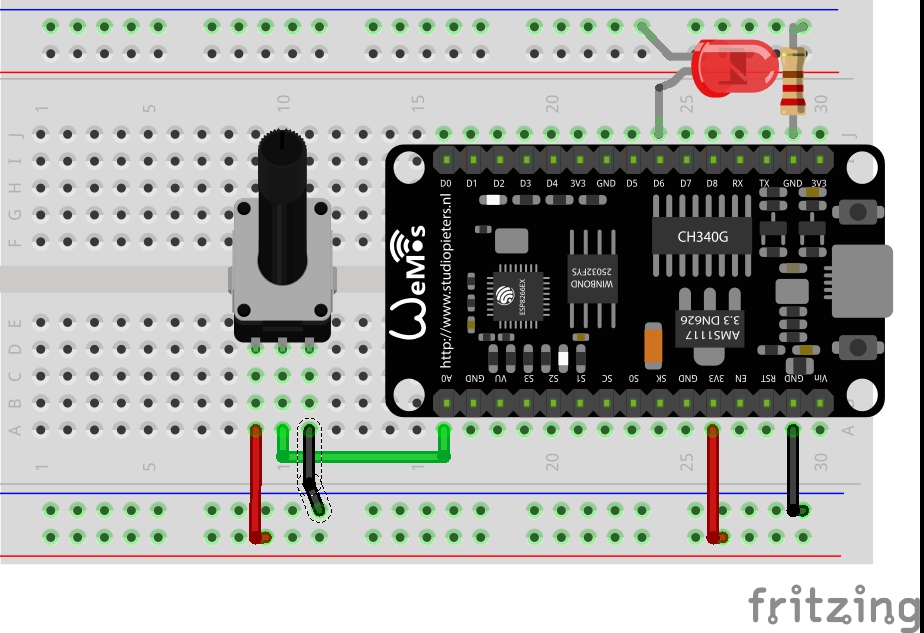 1 5 10 15 20 25 30
J J
I
H
G
F
E
D
C
B
A A
1 5 10 15 20 25 30
D0 D1 D2 D3 D4 3V3 GND D5 D6 D7 D8 RX TX GND 3V3
WeMos
http://www.studiopieters.nl
ESP8266EX
WINBOND
25032FYS
CH340G
AMS1117
3.3 DN626
A0 GND VU S3 S2 S1 SC S0 SK GND 3V3 EN RST GND Vin
fritzing